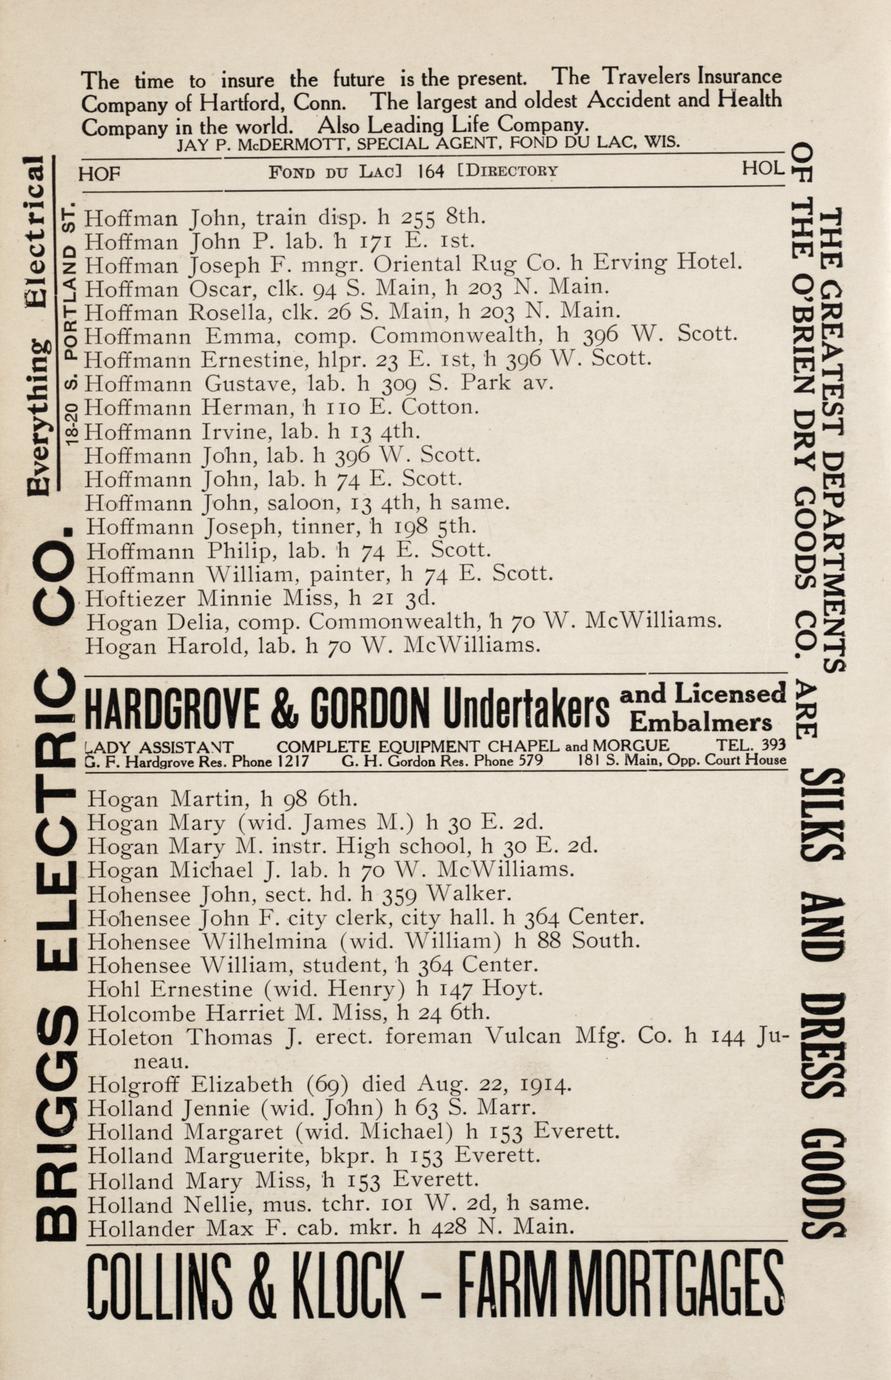 The time to insure the future is the present. The Travelers Insurance
Company of Hartford, Conn. The largest and oldest Accident and Health
Company in the world. Also Leading Life Company.
JAY P. McDERMOTT, SPECIAL AGENT, FOND DU LAC, WIS.
HOF FOND DU LAC] 164 [DIRECTORY HOL
Hoffman John, train disp. h 255 8th.
Hoffman John P. lab. h 171 E. 1st.
Hoffman Joseph F. mngr. Oriental Rug Co. h Erving Hotel.
Hoffman Oscar, clk. 94 S. Main, h 203 N. Main.
Hoffman Rosella, clk. 26 S. Main, h 203 N. Main.
Hoffmann Emma, comp. Commonwealth, h 396 W. Scott.
Hoffmann Ernestine, hlpr. 23 E. 1st, h 396 W. Scott.
Hoffmann Gustave, lab. h 309 S. Park av.
Hoffmann Herman, h 110 E. Cotton.
Hoffmann Irvine, lab. h 13 4th.
Hoffmann John, lab. h 396 W. Scott.
Hoffmann John, lab. h 74 E. Scott.
Hoffmann John, saloon, 13 4th, h same.
Hoffmann Joseph, tinner, h 198 5th.
Hoffmann Philip, lab. h 74 E. Scott.
Hoffmann William, painter, h 74 E. Scott.
Hoftiezer Minnie Miss, h 21 3d.
Hogan Delia, comp. Commonwealth, h 70 W. McWilliams.
Hogan Harold, lab. h 70 W. McWilliams.
HARDGROVE & GORDON Undertakers and Licensed
Embalmers
LADY ASSISTANT COMPLETE EQUIPMENT CHAPEL and MORGUE TEL. 393
G. F. Hardgrove Res. Phone 1217 G. H. Gordon Res. Phone 579 181 S. Main, Opp. Court House
Hogan Martin, h 98 6th.
Hogan Mary (wid. James M.) h 30 E. 2d.
Hogan Mary M. instr. High school, h 30 E. 2d.
Hogan Michael J. lab. h 70 W. McWilliams.
Hohensee John, sect. hd. h 359 Walker.
Hohensee John F. city clerk, city hall. h 364 Center.
Hohensee Wilhelmina (wid. William) h 88 South.
Hohensee William, student, h 364 Center.
Hohl Ernestine (wid. Henry) h 147 Hoyt.
Holcombe Harriet M. Miss, h 24 6th.
Holeton Thomas J. erect. foreman Vulcan Mfg. Co. h 144 Ju-
neau.
Holgroff Elizabeth (69) died Aug. 22, 1914.
Holland Jennie (wid. John) h 63 S. Marr.
Holland Margaret (wid. Michael) h 153 Everett.
Holland Marguerite, bkpr. h 153 Everett.
Holland Mary Miss, h 153 Everett.
Holland Nellie, mus. tchr. 101 W. 2d, h same.
Hollander Max F. cab. mkr. h 428 N. Main.
COLLINS & KLOCK – FARM MORTGAGES
BRIGGS ELECTRIC CO. Everything Electrical
18-20 S. PORTLAND ST.
THE GREATEST DEPARTMENTS
OF THE O'BRIEN DRY GOODS CO. ARE SILKS AND DRESS GOODS